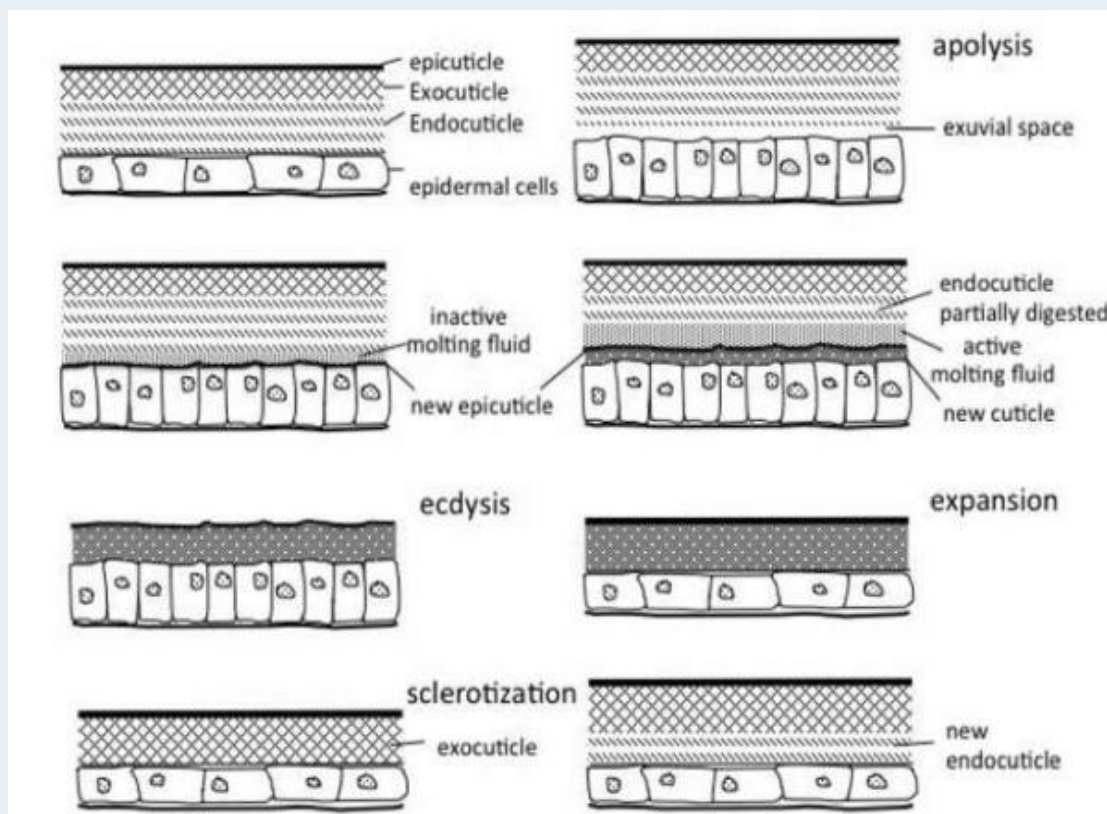 epicuticle
Exocuticle
Endocuticle
epidermal cells
apolysis
exuvial space
inactive
molting fluid
new epicuticle
endocuticle
partially digested
active
molting fluid
new cuticle
ecdysis
expansion
sclerotization
exocuticle
new
endocuticle